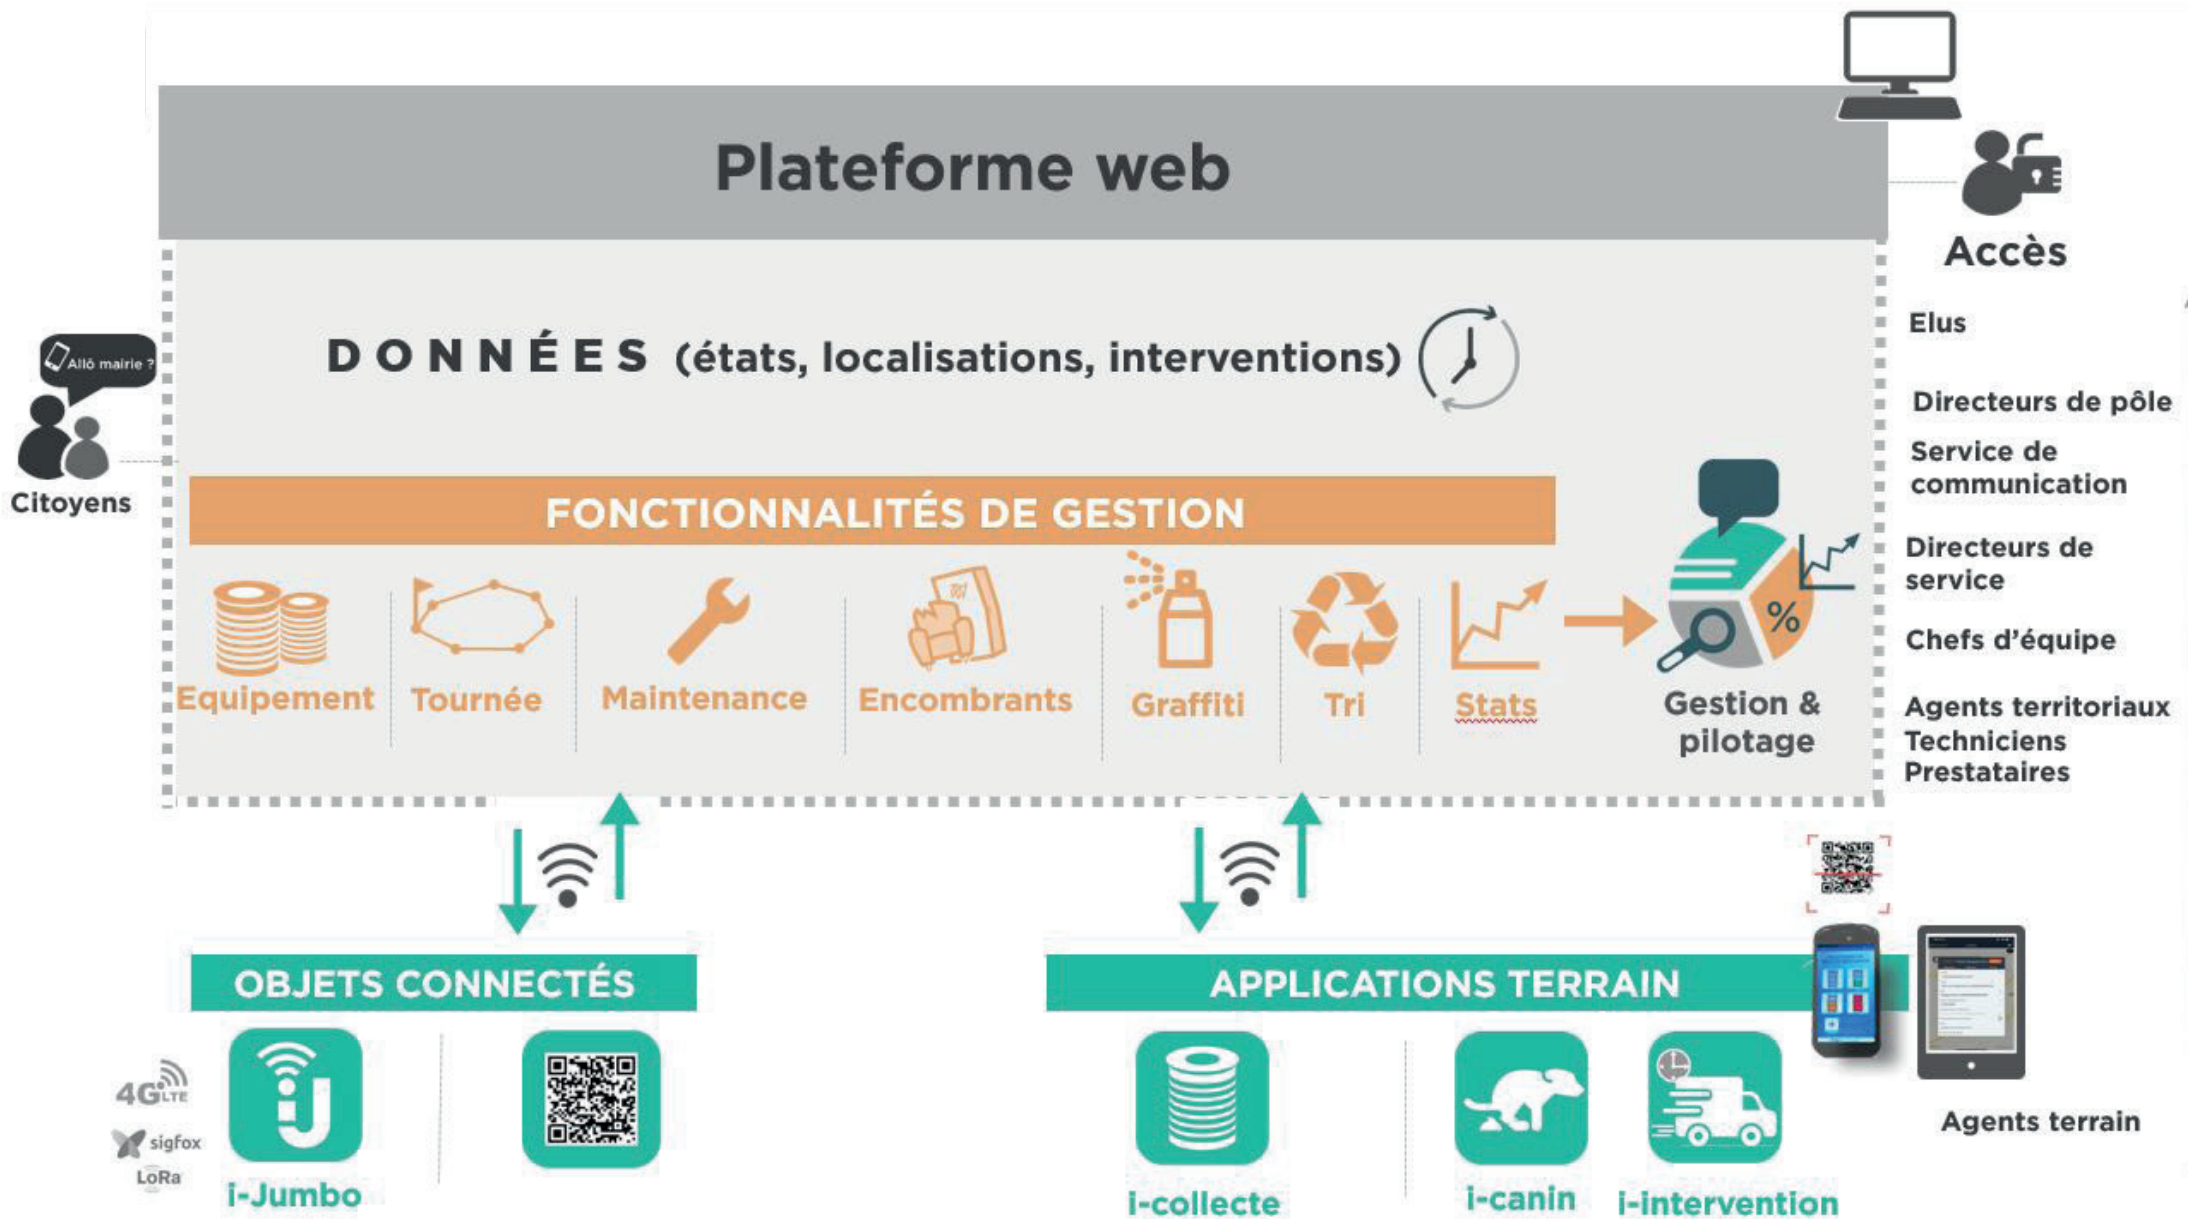 Plateforme web
Accès
Elus
Directeurs de pôle
Service de
communication
Directeurs de
service
Chefs d'équipe
Agents territoriaux
Techniciens
Prestataires
Allô mairie ?
Citoyens
DONNÉES (états, localisations, interventions)
FONCTIONNALITÉS DE GESTION
Equipement
Tournée
Maintenance
Encombrants
Graffiti
Tri
Stats
%
Gestion &
pilotage
OBJETS CONNECTÉS
4G LTE
sigfox
LoRa
iJ
i-Jumbo
APPLICATIONS TERRAIN
i-collecte
i-canin
i-intervention
Agents terrain